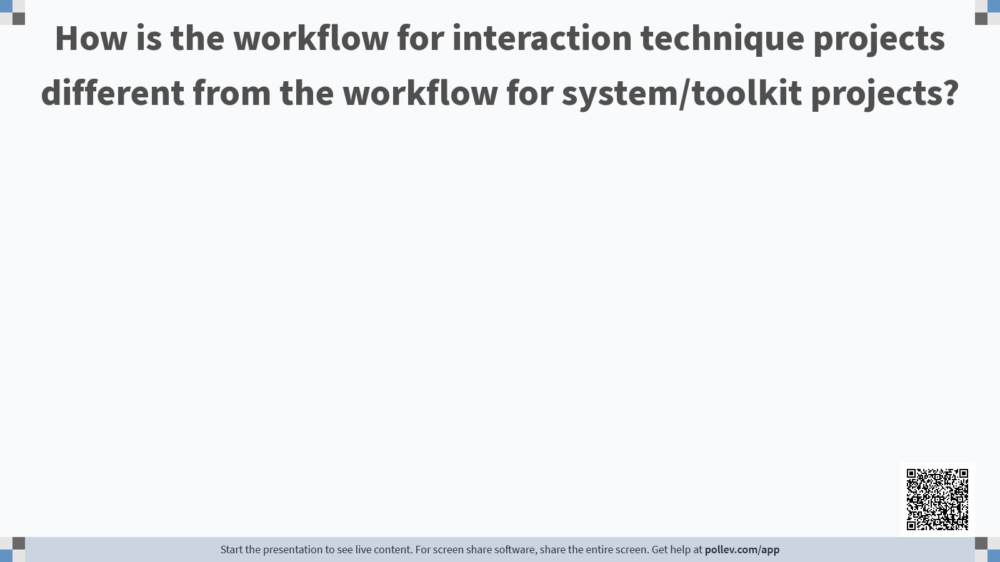 How is the workflow for interaction technique projects
different from the workflow for system/toolkit projects?
Start the presentation to see live content. For screen share software, share the entire screen. Get help at pollev.com/app